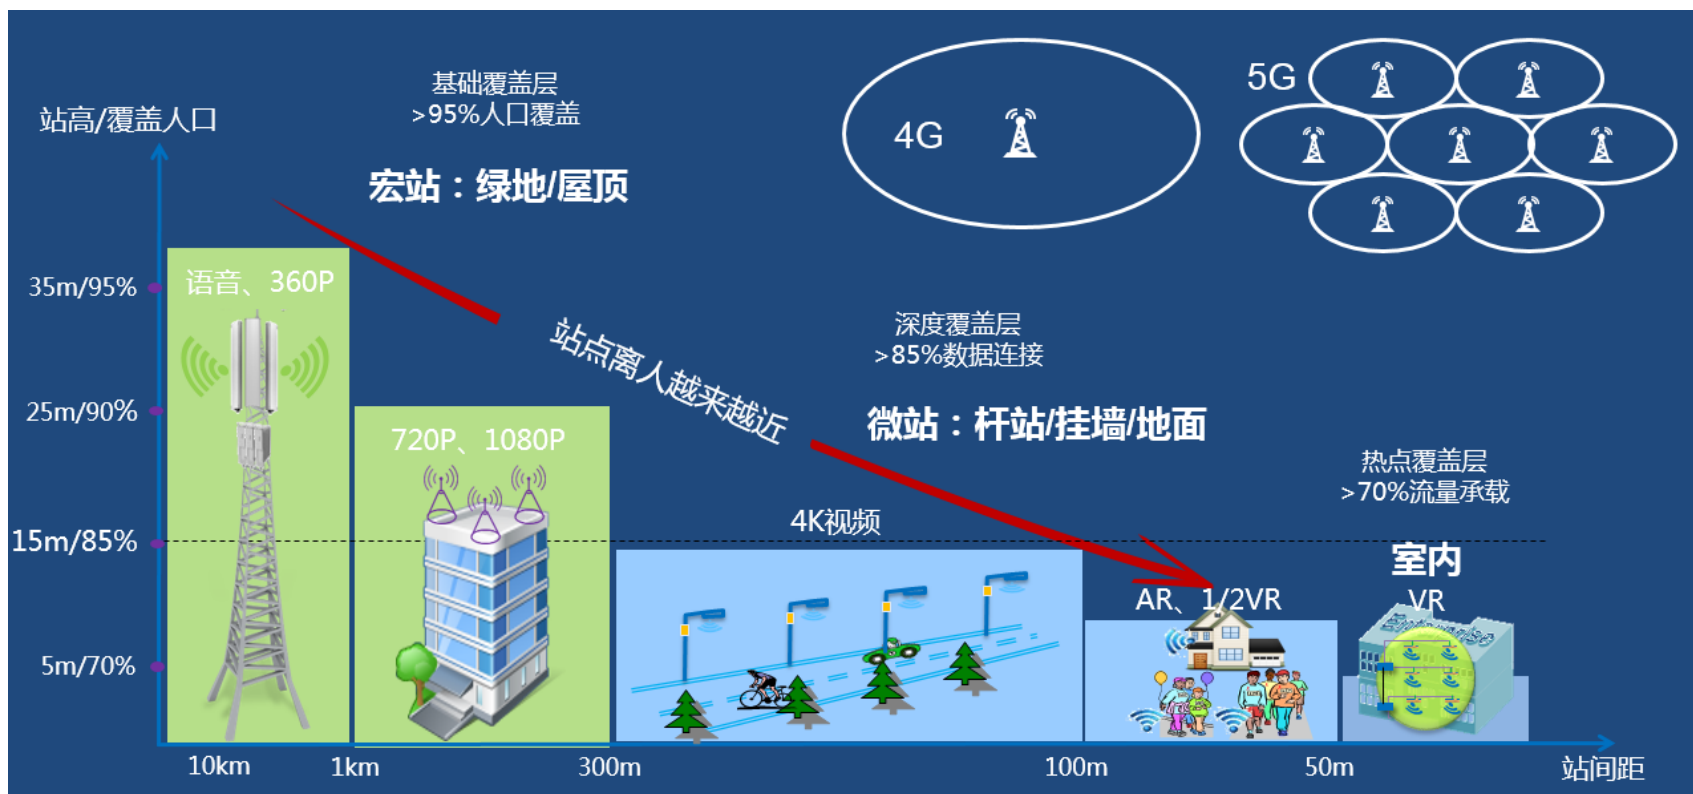 基础覆盖层
>95%人口覆盖
站高/覆盖人口
宏站：绿地/屋顶
4G
5G
35m/95%
语音、360P
站点离人越来越近
深度覆盖层
>85%数据连接
25m/90%
720P、1080P
微站：杆站/挂墙/地面
热点覆盖层
>70%流量承载
15m/85%
4K视频
室内
VR
AR、1/2VR
Enterprise
5m/70%
10km
1km
300m
100m
50m
站间距